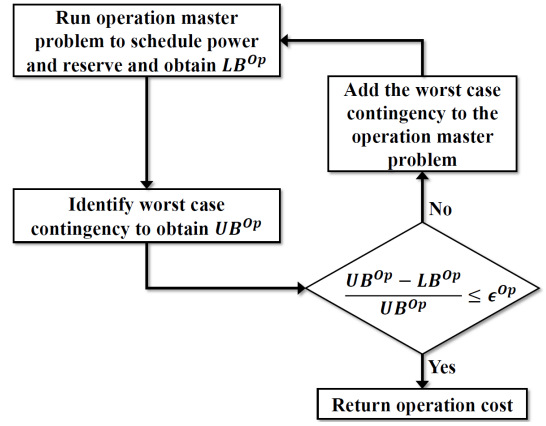 Run operation master
problem to schedule power
and reserve and obtain LB^Op
Add the worst case
contingency to the
operation master
problem
Identify worst case
contingency to obtain UB^Op
No
(UB^Op − LB^Op) / UB^Op ≤ ϵ^Op
Yes
Return operation cost